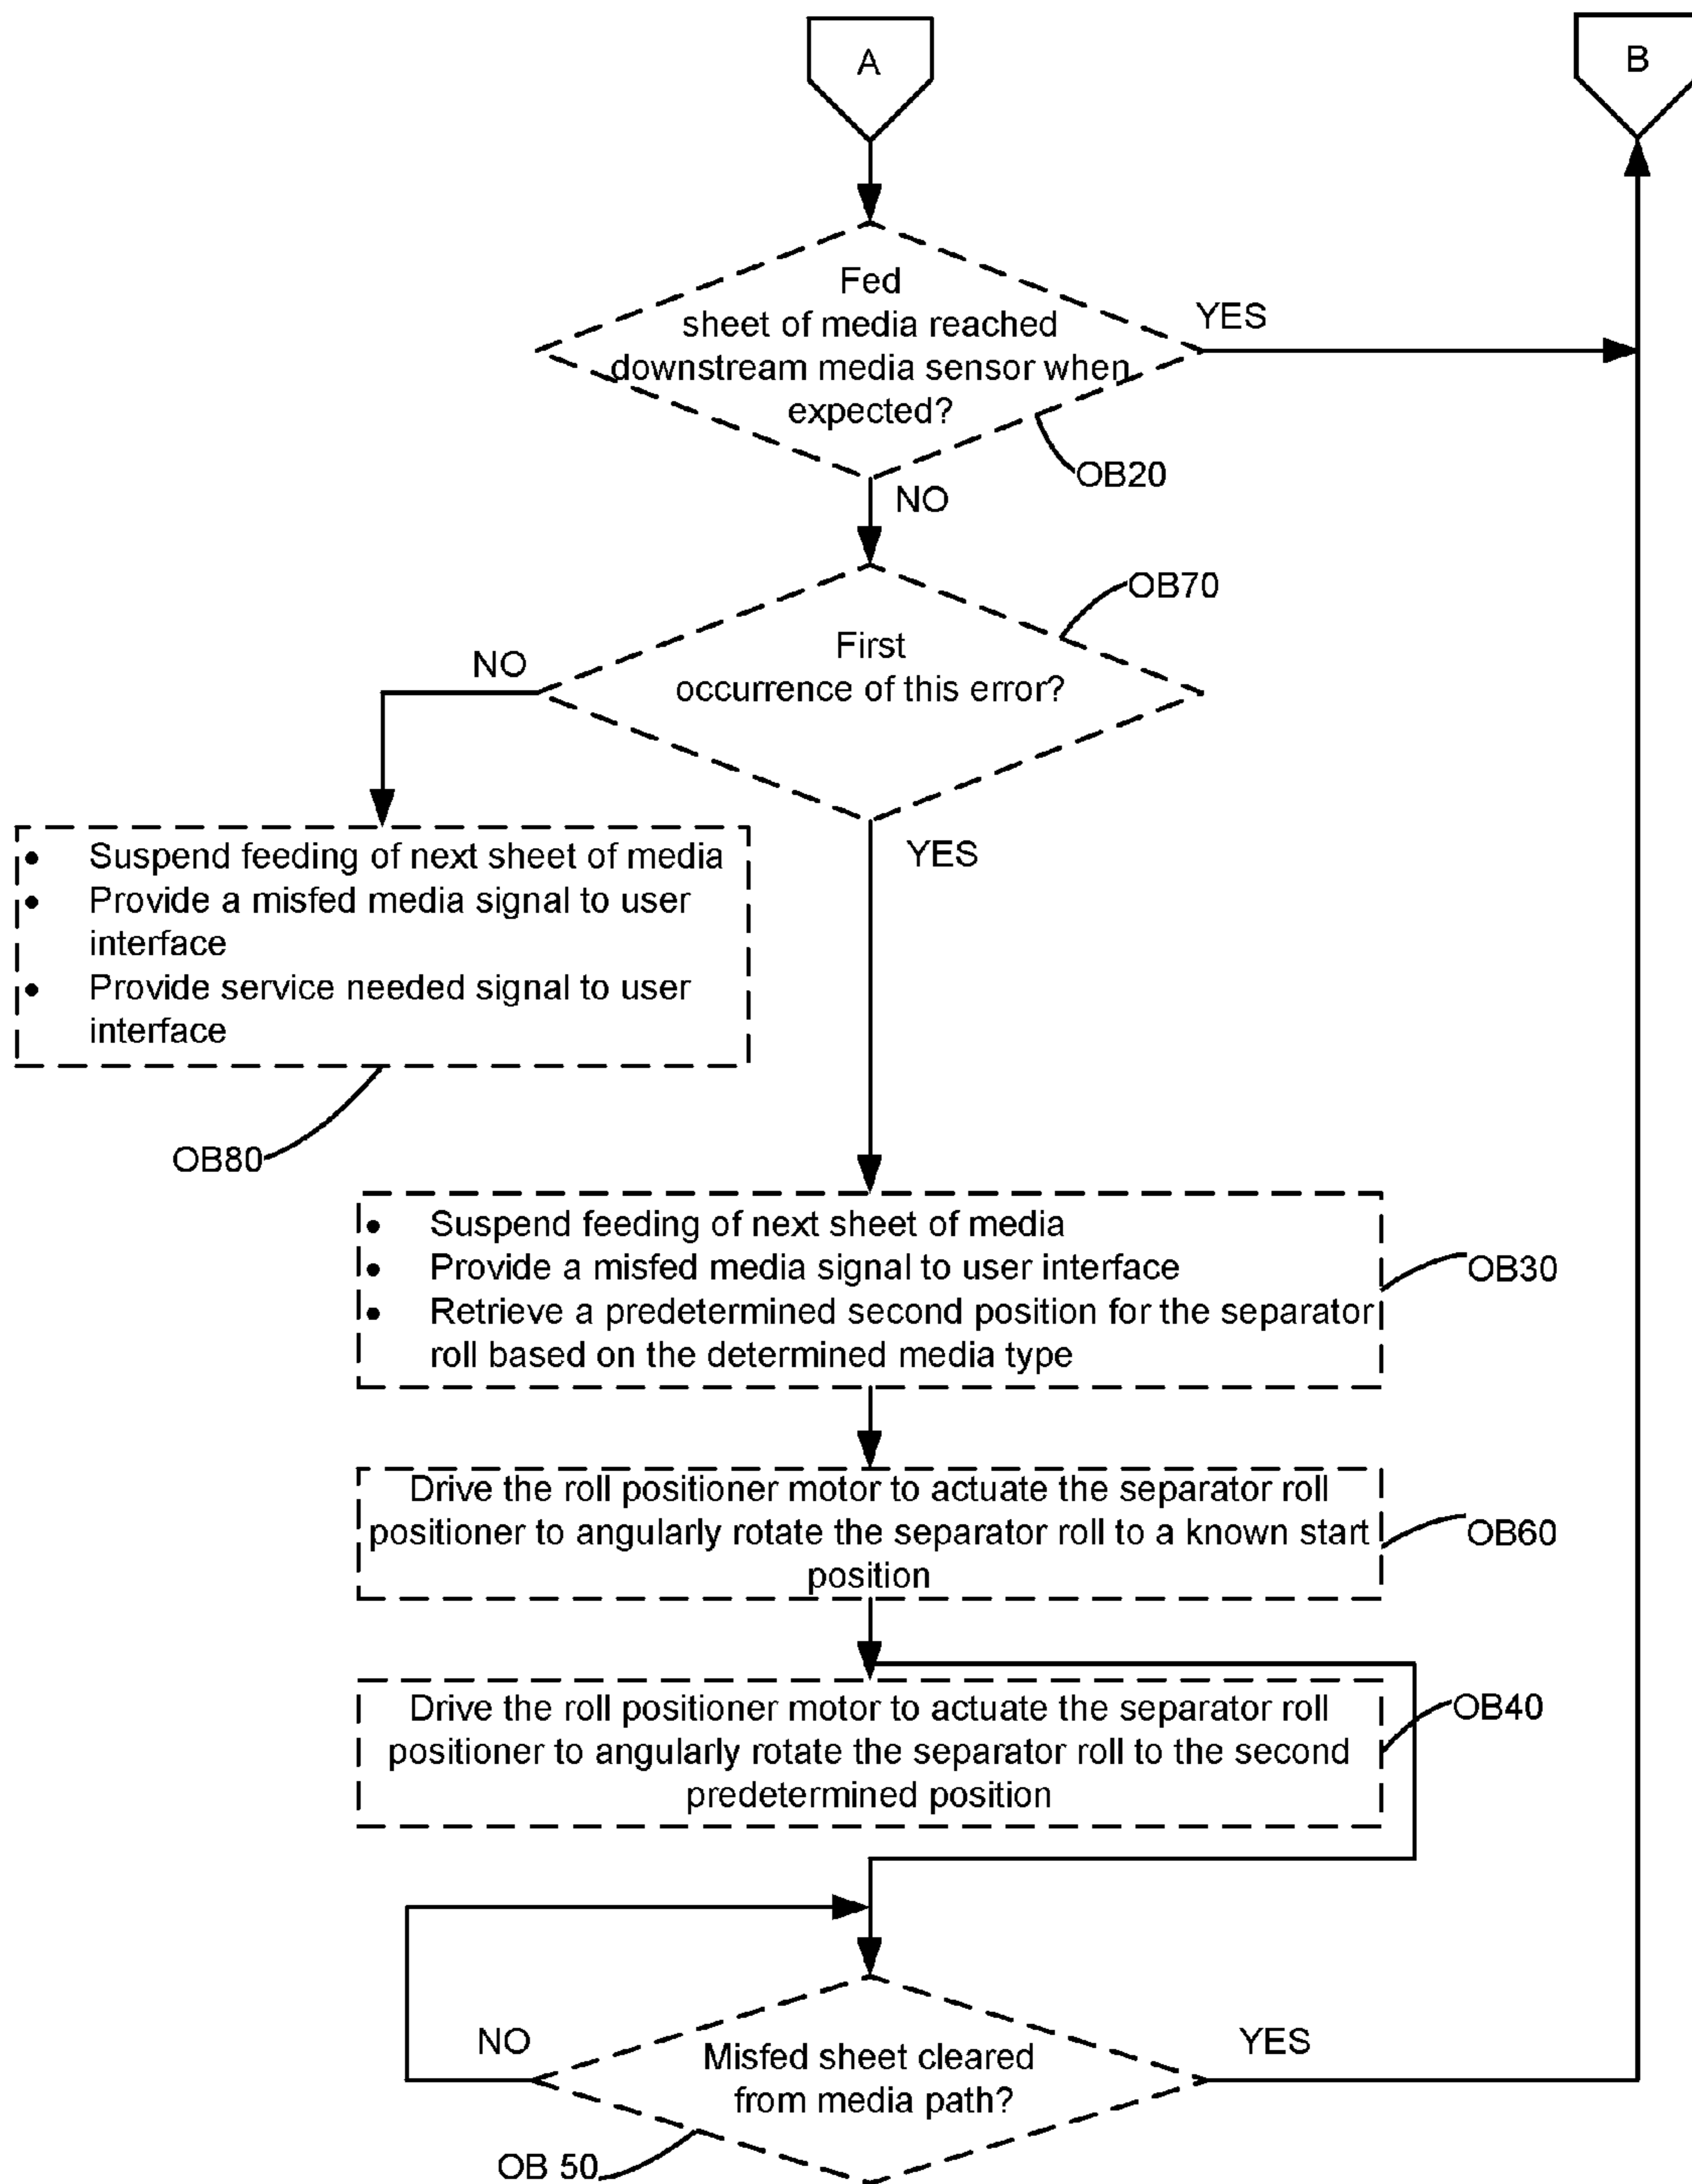 A
B
Fed
sheet of media reached
downstream media sensor when
expected?
YES
OB20
NO
OB70
First
occurrence of this error?
NO
YES
• Suspend feeding of next sheet of media
• Provide a misfed media signal to user
interface
• Provide service needed signal to user
interface
OB80
• Suspend feeding of next sheet of media
• Provide a misfed media signal to user interface
• Retrieve a predetermined second position for the separator
roll based on the determined media type
OB30
Drive the roll positioner motor to actuate the separator roll
positioner to angularly rotate the separator roll to a known start
position
OB60
Drive the roll positioner motor to actuate the separator roll
positioner to angularly rotate the separator roll to the second
predetermined position
OB40
NO
Misfed sheet cleared
from media path?
YES
OB 50